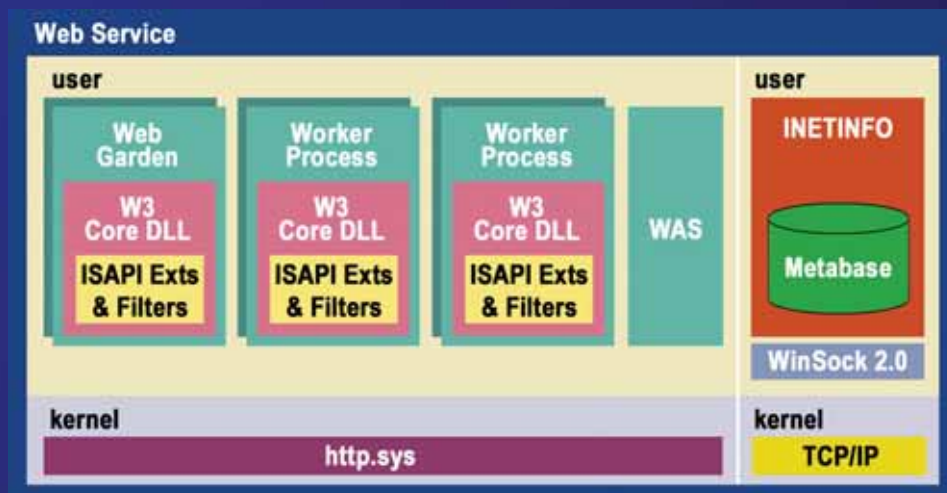 Web Service
user
Web
Garden
W3
Core DLL
ISAPI Exts
& Filters
Worker
Process
W3
Core DLL
ISAPI Exts
& Filters
Worker
Process
W3
Core DLL
ISAPI Exts
& Filters
WAS
kernel
http.sys
user
INETINFO
Metabase
WinSock 2.0
kernel
TCP/IP